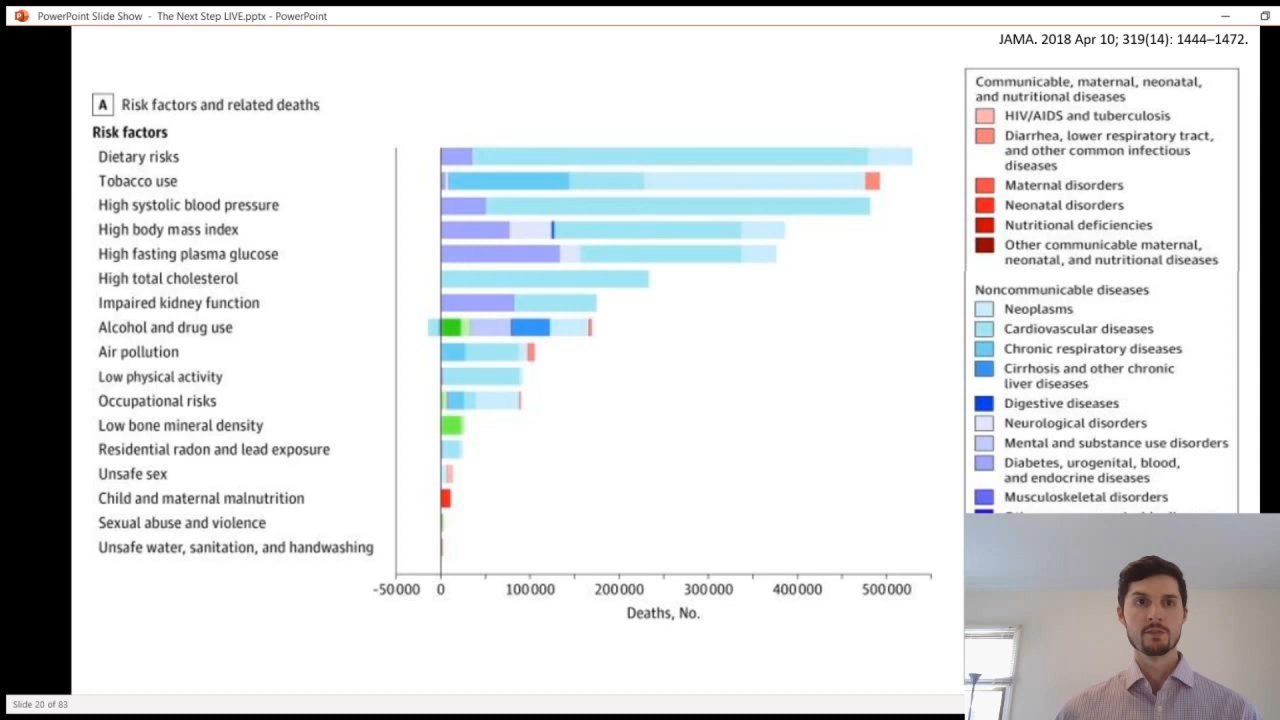 PowerPoint Slide Show - The Next Step LIVE.pptx - PowerPoint
JAMA. 2018 Apr 10; 319(14): 1444–1472.
A Risk factors and related deaths
Risk factors
Dietary risks
Tobacco use
High systolic blood pressure
High body mass index
High fasting plasma glucose
High total cholesterol
Impaired kidney function
Alcohol and drug use
Air pollution
Low physical activity
Occupational risks
Low bone mineral density
Residential radon and lead exposure
Unsafe sex
Child and maternal malnutrition
Sexual abuse and violence
Unsafe water, sanitation, and handwashing
-50000 0 100000 200000 300000 400000 500000
Deaths, No.
Communicable, maternal, neonatal,
and nutritional diseases
HIV/AIDS and tuberculosis
Diarrhea, lower respiratory tract,
and other common infectious
diseases
Maternal disorders
Neonatal disorders
Nutritional deficiencies
Other communicable maternal,
neonatal, and nutritional diseases
Noncommunicable diseases
Neoplasms
Cardiovascular diseases
Chronic respiratory diseases
Cirrhosis and other chronic
liver diseases
Digestive diseases
Neurological disorders
Mental and substance use disorders
Diabetes, urogenital, blood,
and endocrine diseases
Musculoskeletal disorders
Slide 20 of 83